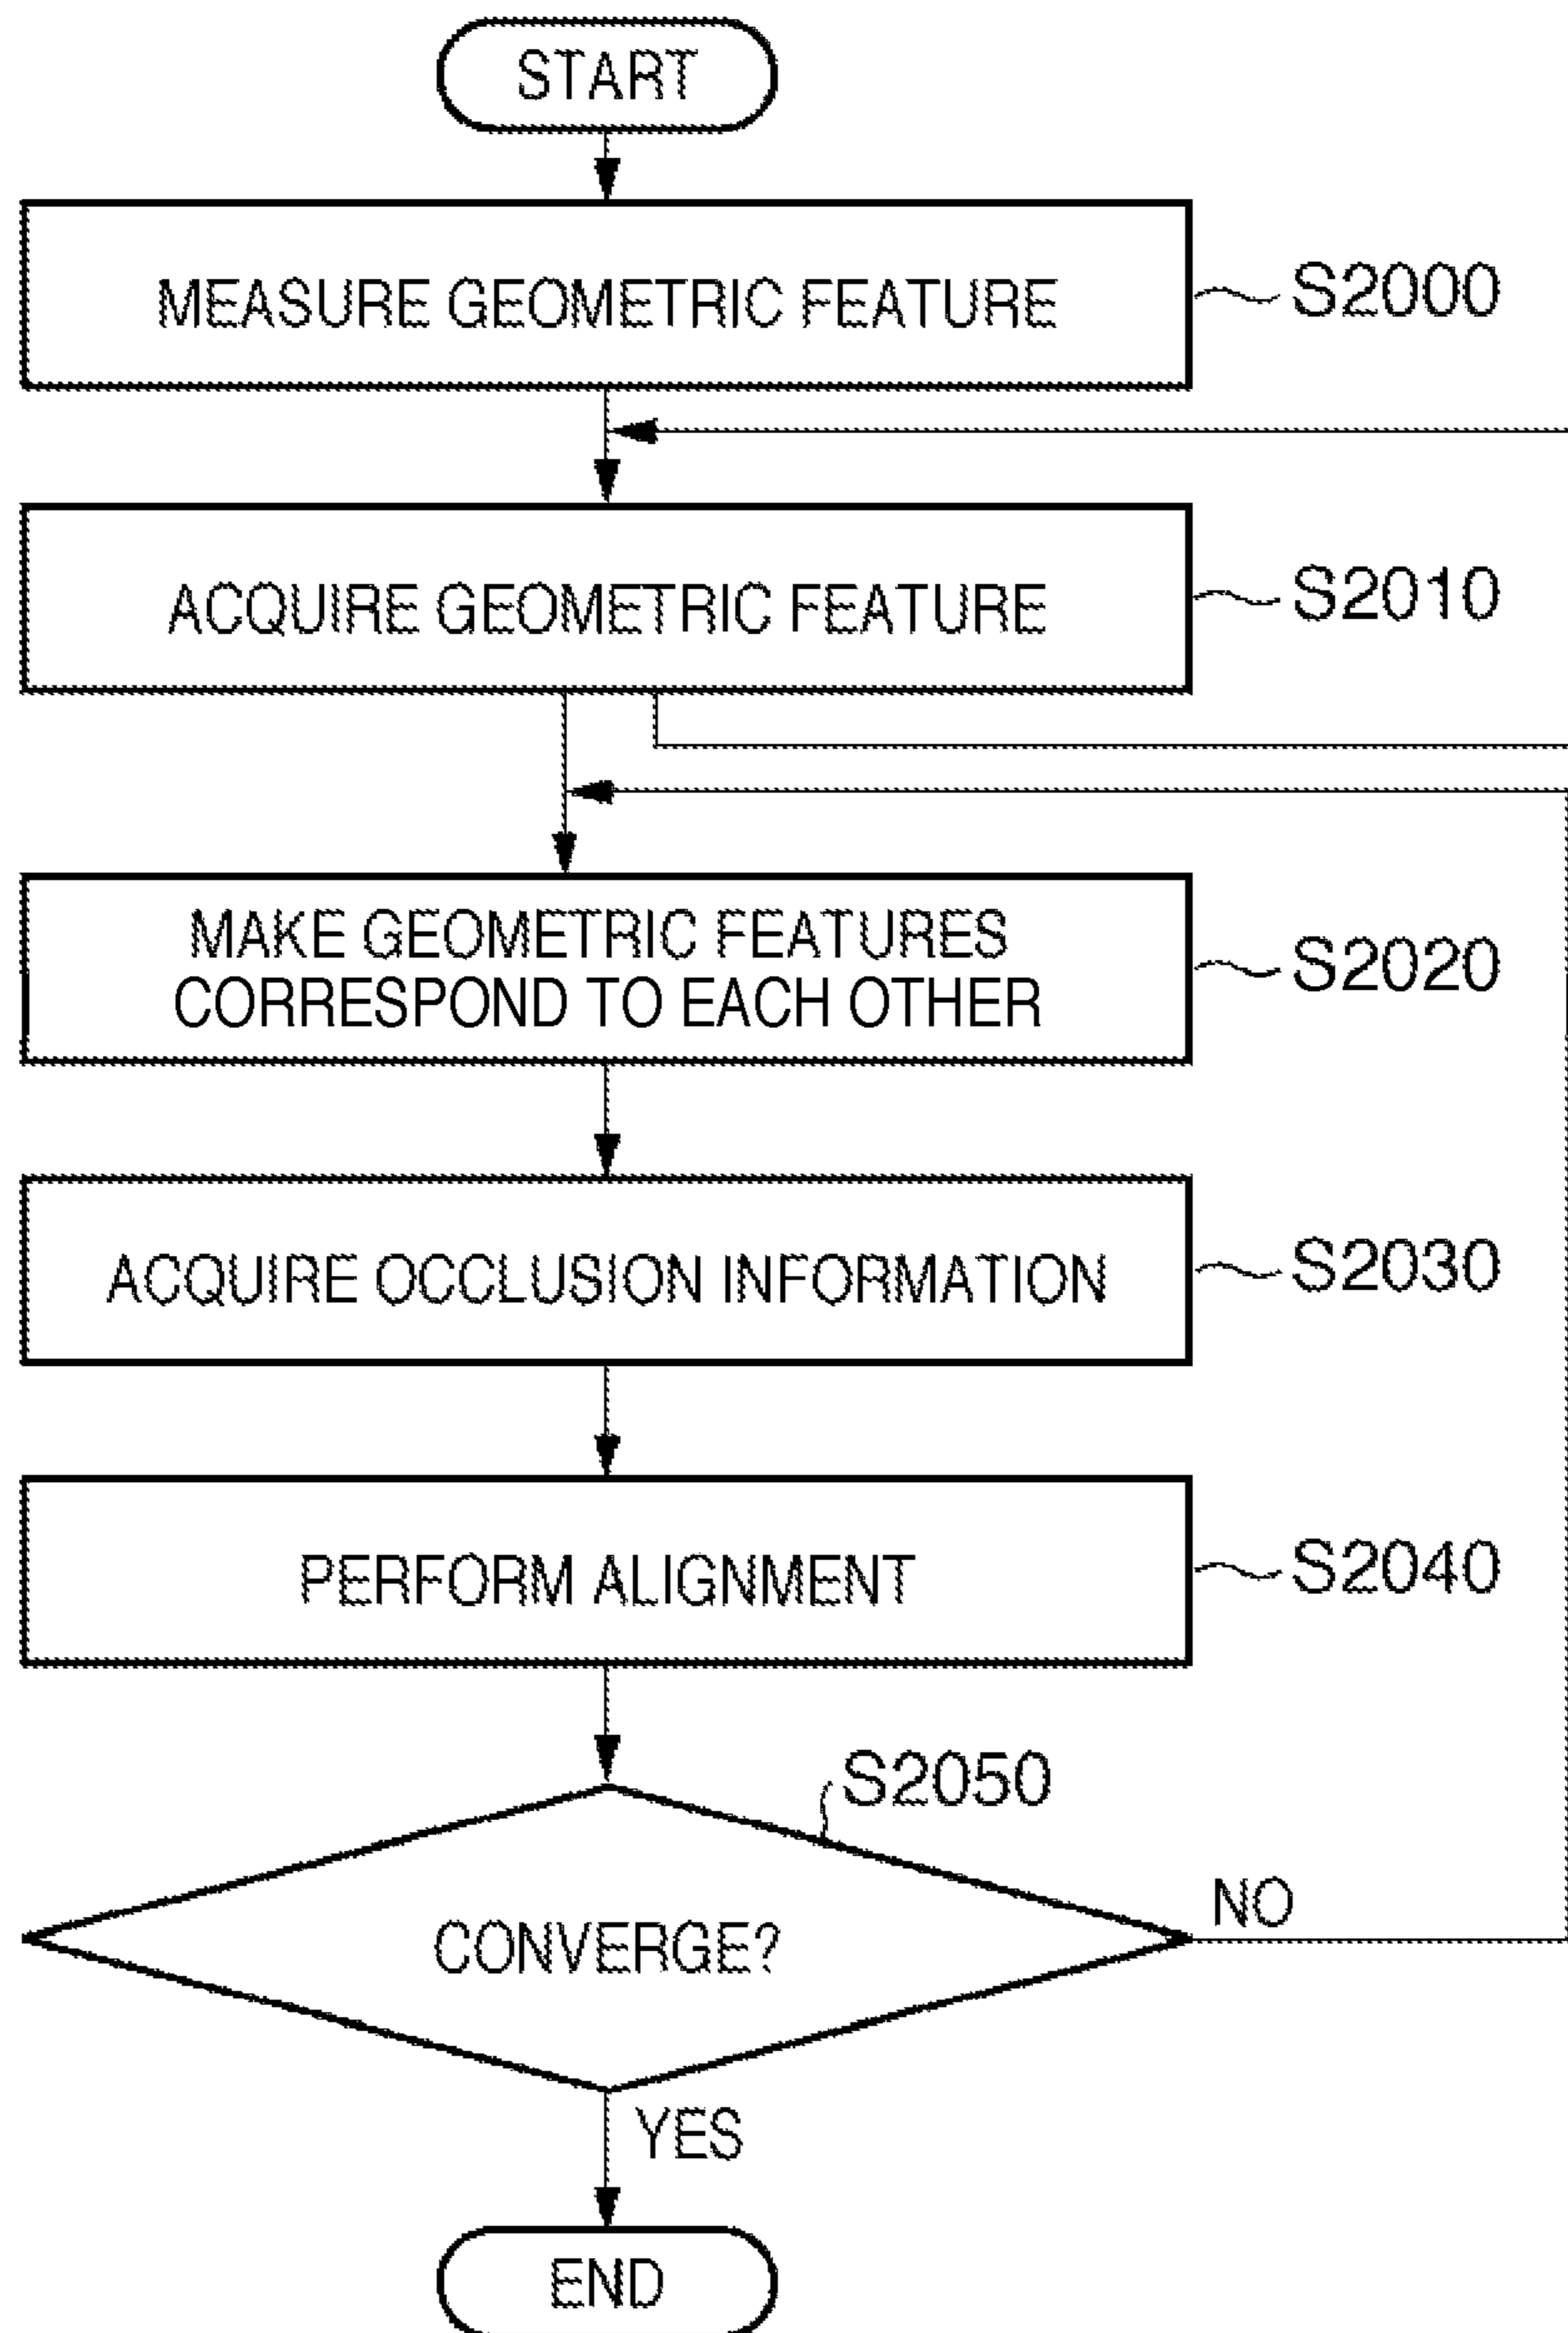 START
MEASURE GEOMETRIC FEATURE
S2000
ACQUIRE GEOMETRIC FEATURE
S2010
MAKE GEOMETRIC FEATURES
CORRESPOND TO EACH OTHER
S2020
ACQUIRE OCCLUSION INFORMATION
S2030
PERFORM ALIGNMENT
S2040
S2050
CONVERGE?
NO
YES
END